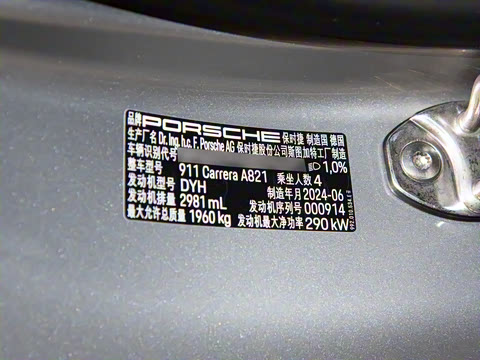 品牌 PORSCHE 保时捷 制造国 德国
生产厂名 Dr. Ing. h.c. F. Porsche AG 保时捷股份公司斯图加特工厂制造
车辆识别代号 1,0%
整车型号 911 Carrera A821 乘坐人数 4
发动机型号 DYH 制造年月 2024-06
发动机排量 2981 mL 发动机序列号 000914
最大允许总质量 1960 kg 发动机最大净功率 290 kW